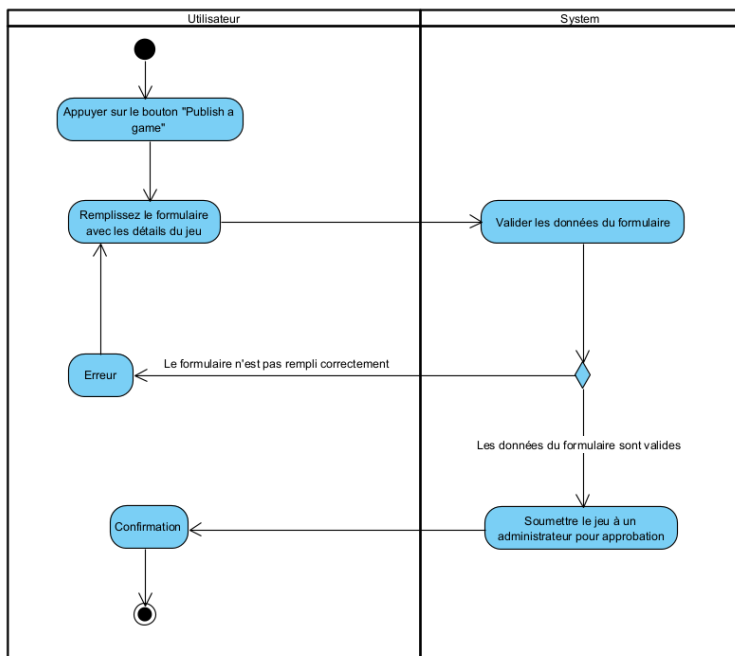 Utilisateur
System
Appuyer sur le bouton "Publish a
game"
Remplissez le formulaire
avec les détails du jeu
Valider les données du formulaire
Le formulaire n'est pas rempli correctement
Erreur
Les données du formulaire sont valides
Confirmation
Soumettre le jeu à un
administrateur pour approbation